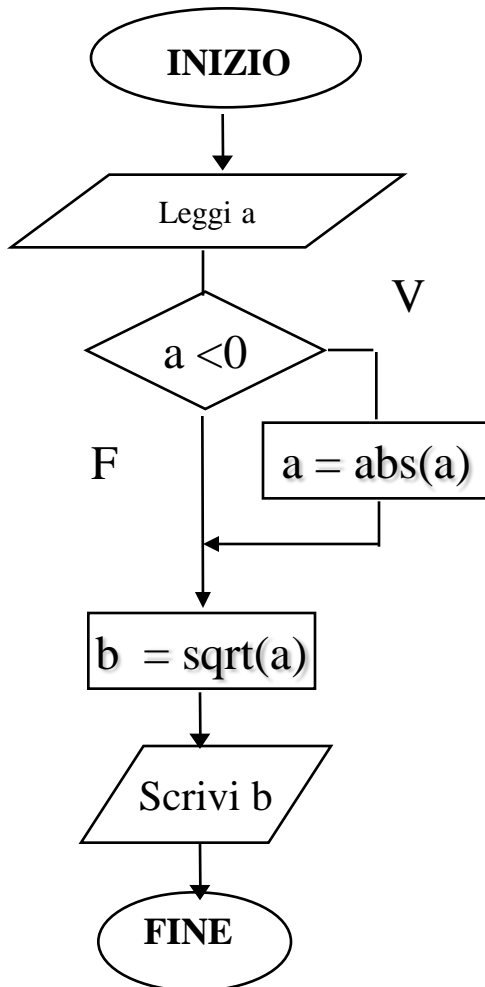 INIZIO
Leggi a
V
a <0
F
a = abs(a)
b = sqrt(a)
Scrivi b
FINE